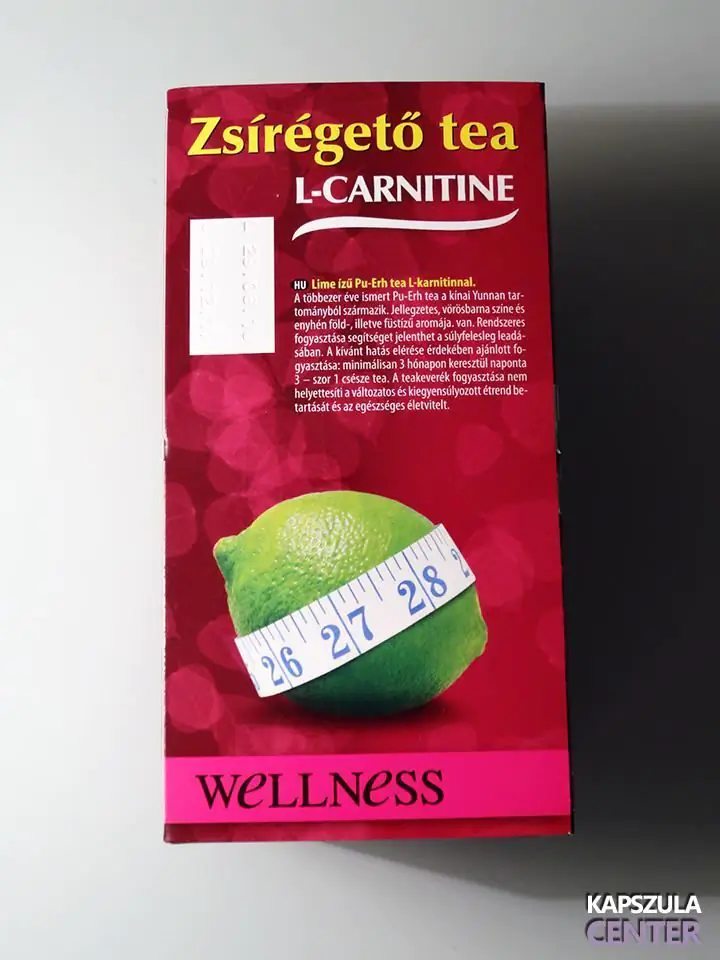 Zsírégető tea
L-CARNITINE
HU Lime ízű Pu-Erh tea L-karnitinnal.
A többezer éve ismert Pu-Erh tea a kínai Yunnan tar-
tományból származik. Jellegzetes, vörösbarna színe és
enyhén föld-, illetve füstízű aromája. van. Rendszeres
fogyasztása segítséget jelenthet a súlyfelesleg leadá-
sában. A kívánt hatás elérése érdekében ajánlott fo-
gyasztása: minimálisan 3 hónapon keresztül naponta
3 – szor 1 csésze tea. A teakeverék fogyasztása nem
helyettesíti a változatos és kiegyensúlyozott étrend be-
tartását és az egészséges életvitelt.
26 27 28
WeLLNeSS
KAPSZULA
CENTER